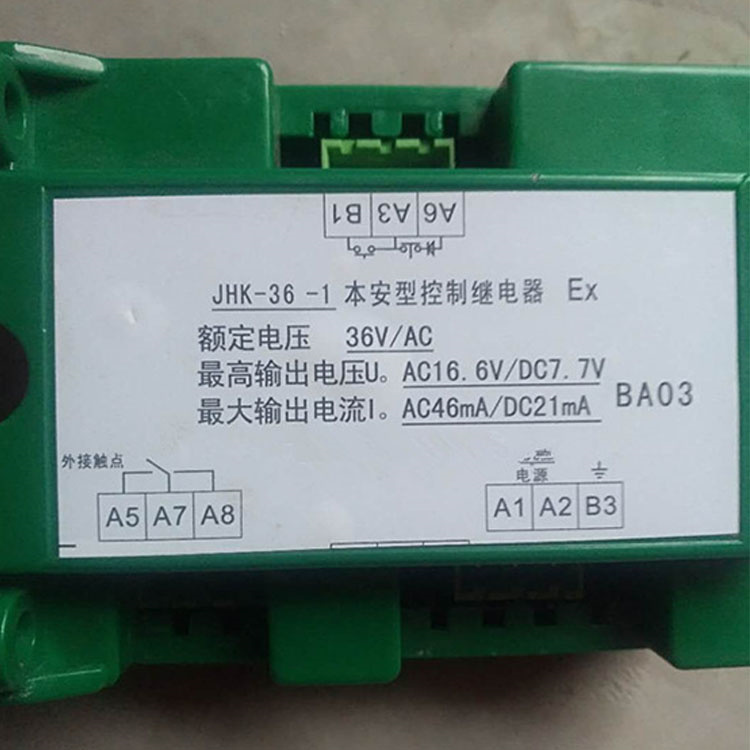 B1 A3 A6
JHK-36 -1 本安型控制继电器 Ex
额定电压 36V/AC
最高输出电压U。 AC16.6V/DC7.7V
最大输出电流I。 AC46mA/DC21mA BA03
外接触点
电源
A5 A7 A8
A1 A2 B3